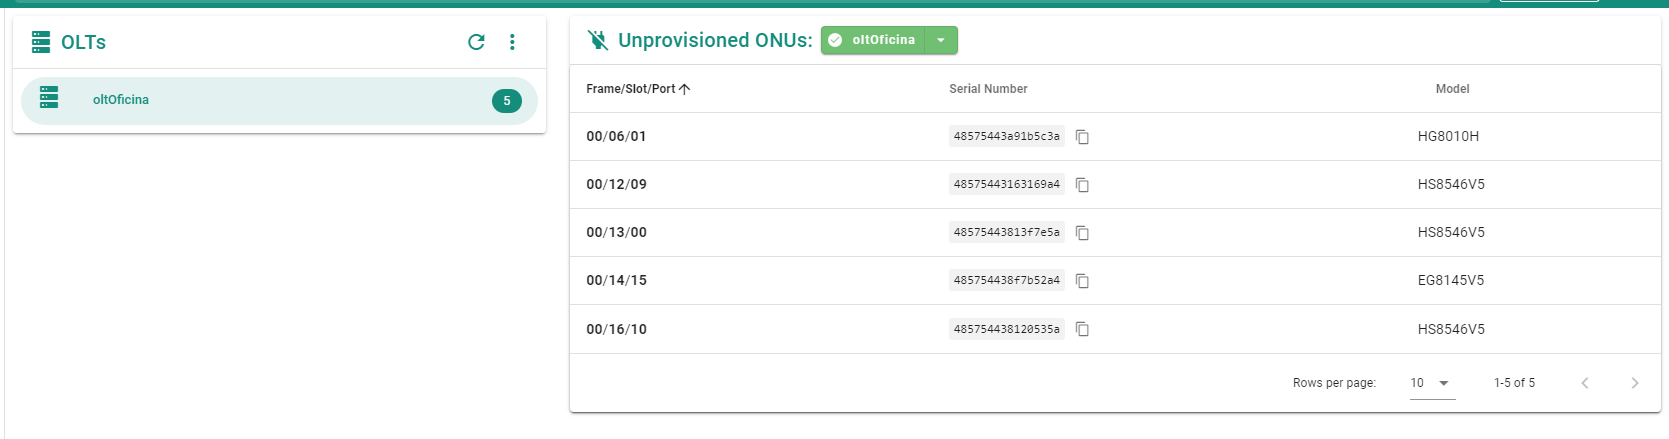 OLTs
oltOficina 5
Unprovisioned ONUs: oltOficina
Frame/Slot/Port Serial Number Model
00/06/01 48575443a91b5c3a HG8010H
00/12/09 48575443163169a4 HS8546V5
00/13/00 48575443813f7e5a HS8546V5
00/14/15 485754438f7b52a4 EG8145V5
00/16/10 485754438120535a HS8546V5
Rows per page: 10 1-5 of 5